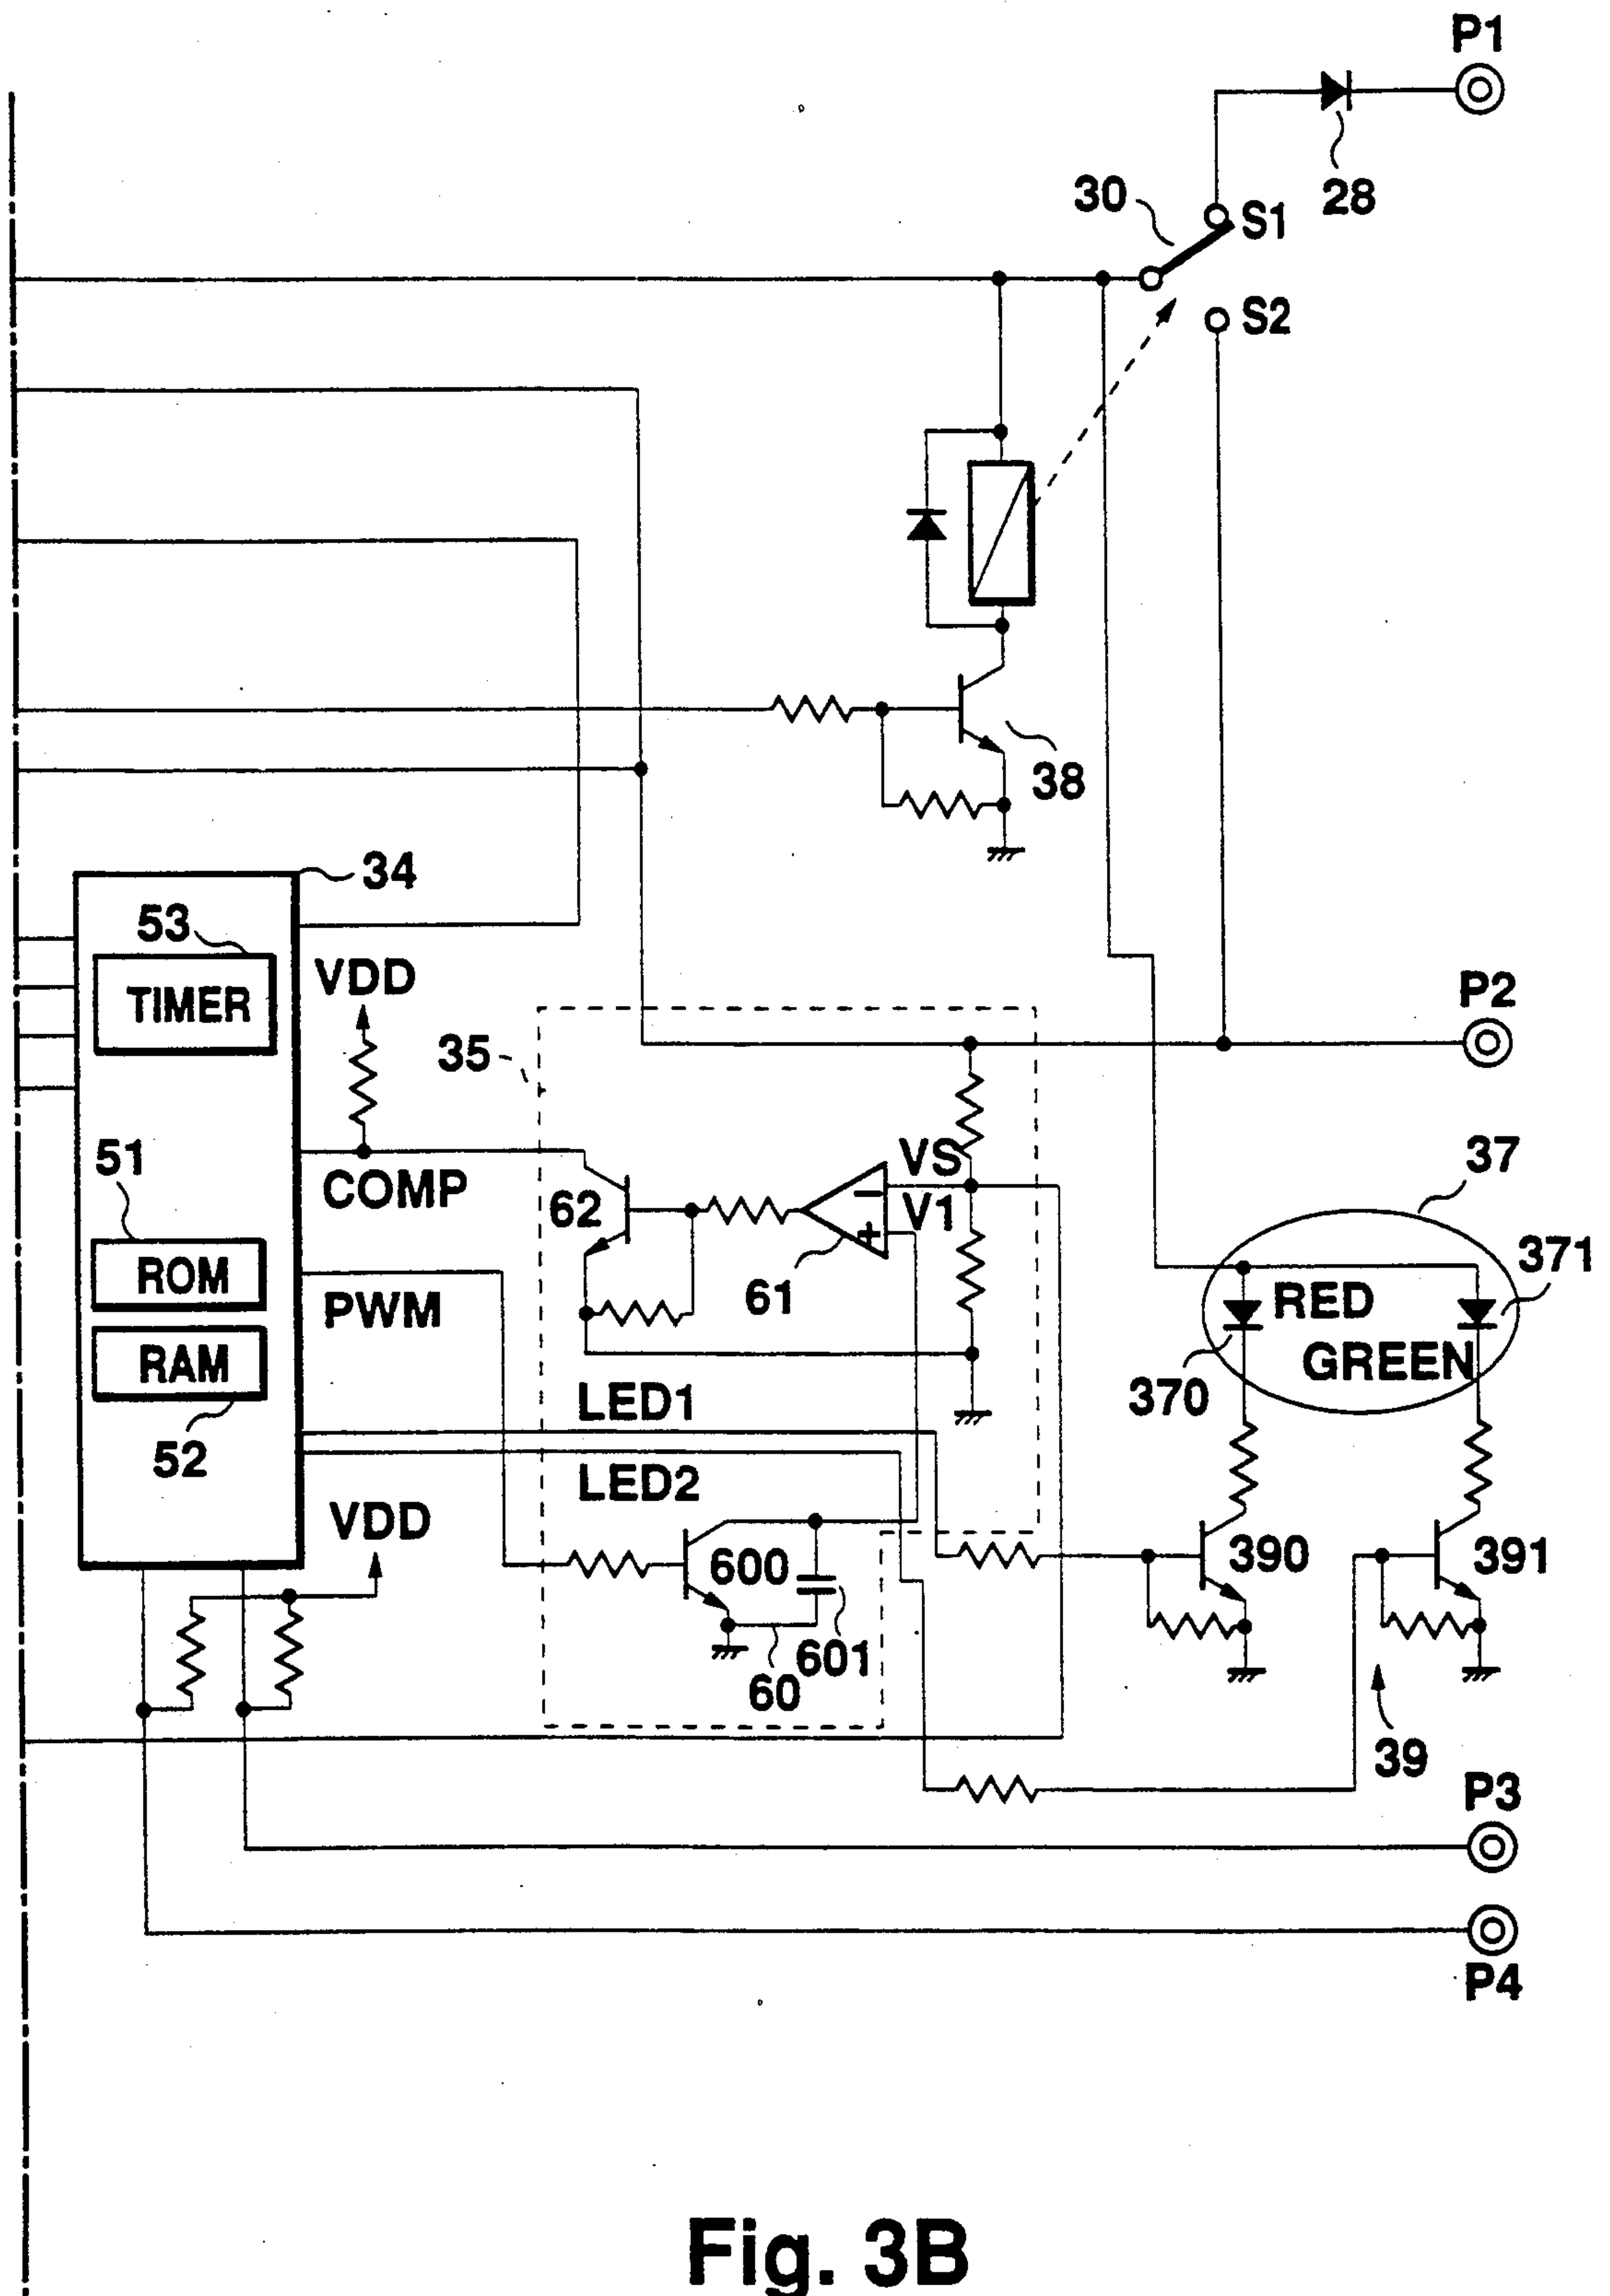 P1
28
30
S1
S2
38
34
53
TIMER
VDD
35
P2
51
COMP
62
VS
V1
61
37
371
RED
GREEN
370
ROM
PWM
RAM
52
LED1
LED2
VDD
600
601
60
390
391
39
P3
P4
Fig. 3B